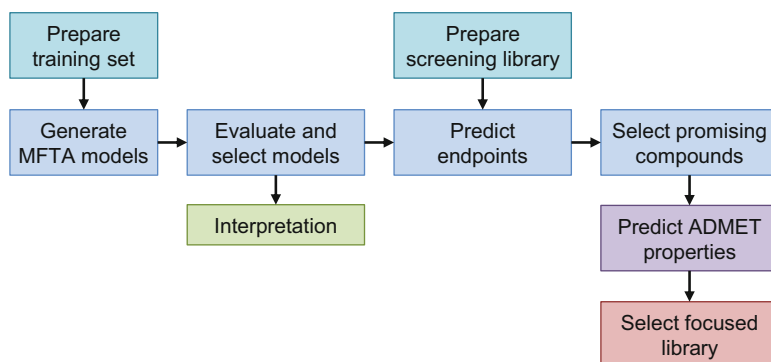 Prepare
training set
Prepare
screening library
Generate
MFTA models
Evaluate and
select models
Predict
endpoints
Select promising
compounds
Interpretation
Predict ADMET
properties
Select focused
library